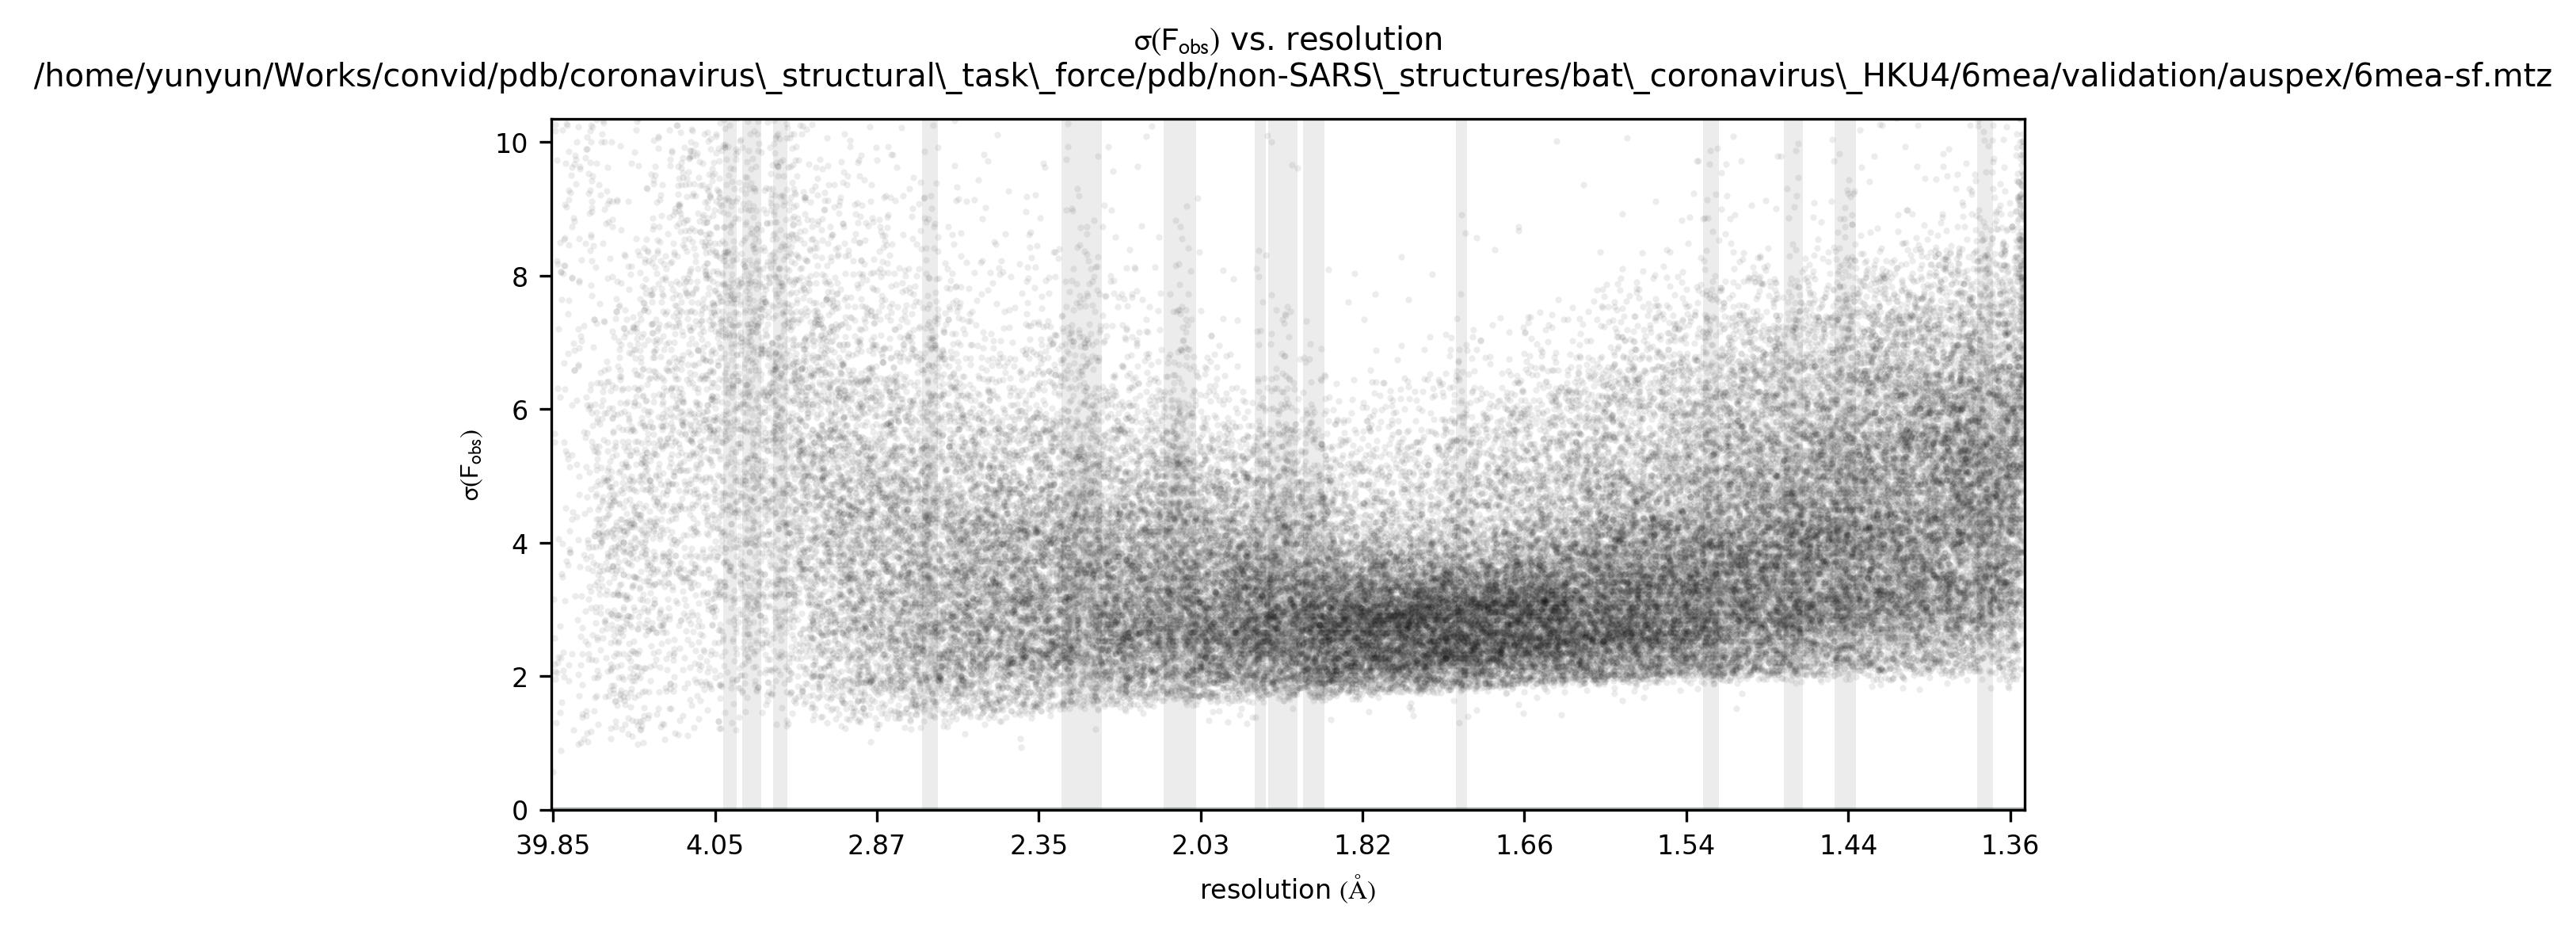 σ(F_obs) vs. resolution
/home/yunyun/Works/convid/pdb/coronavirus\_structural\_task\_force/pdb/non-SARS\_structures/bat\_coronavirus\_HKU4/6mea/validation/auspex/6mea-sf.mtz
10
8
6
4
2
0
σ(F_obs)
39.85 4.05 2.87 2.35 2.03 1.82 1.66 1.54 1.44 1.36
resolution (Å)